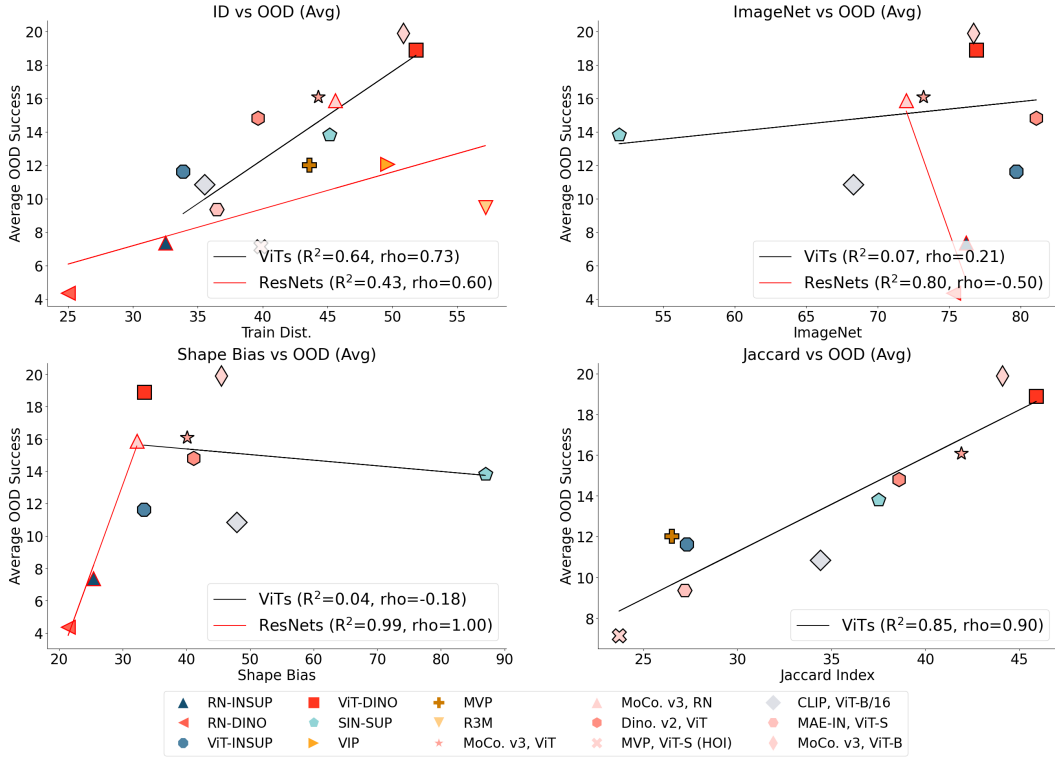 ID vs OOD (Avg)
Average OOD Success
20
18
16
14
12
10
8
6
4
ViTs (R²=0.64, rho=0.73)
ResNets (R²=0.43, rho=0.60)
25 30 35 40 45 50 55
Train Dist.
ImageNet vs OOD (Avg)
Average OOD Success
20
18
16
14
12
10
8
6
4
ViTs (R²=0.07, rho=0.21)
ResNets (R²=0.80, rho=-0.50)
55 60 65 70 75 80
ImageNet
Shape Bias vs OOD (Avg)
Average OOD Success
20
18
16
14
12
10
8
6
4
ViTs (R²=0.04, rho=-0.18)
ResNets (R²=0.99, rho=1.00)
20 30 40 50 60 70 80 90
Shape Bias
Jaccard vs OOD (Avg)
Average OOD Success
20
18
16
14
12
10
8
ViTs (R²=0.85, rho=0.90)
25 30 35 40 45
Jaccard Index
RN-INSUP ViT-DINO MVP MoCo. v3, RN CLIP, ViT-B/16
RN-DINO SIN-SUP R3M Dino. v2, ViT MAE-IN, ViT-S
ViT-INSUP VIP MoCo. v3, ViT MVP, ViT-S (HOI) MoCo. v3, ViT-B